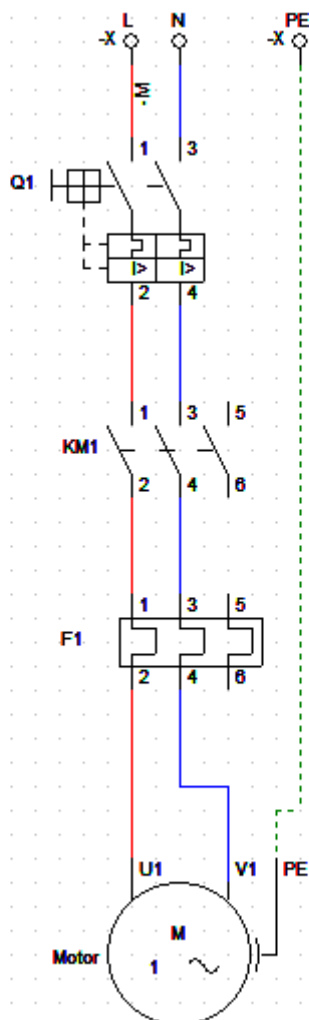 L N PE
-X -X
-M
1 3
Q1
I> I>
2 4
1 3 5
KM1
2 4 6
1 3 5
F1
2 4 6
U1 V1 PE
M
Motor
1